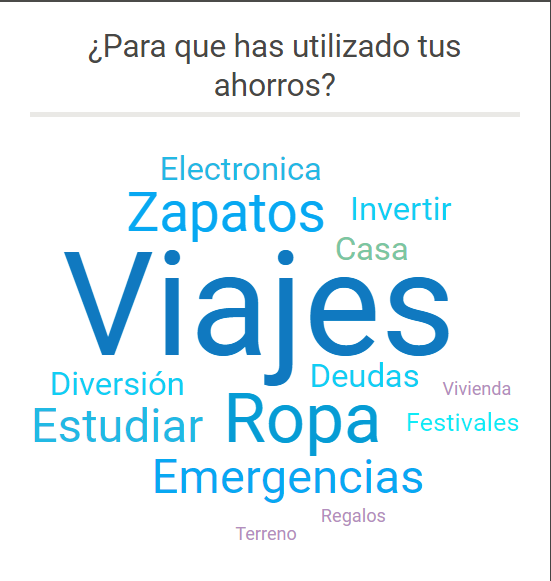 ¿Para que has utilizado tus
ahorros?
Electronica
Zapatos
Invertir
Casa
Viajes
Diversión
Deudas
Vivienda
Estudiar
Ropa
Festivales
Emergencias
Regalos
Terreno